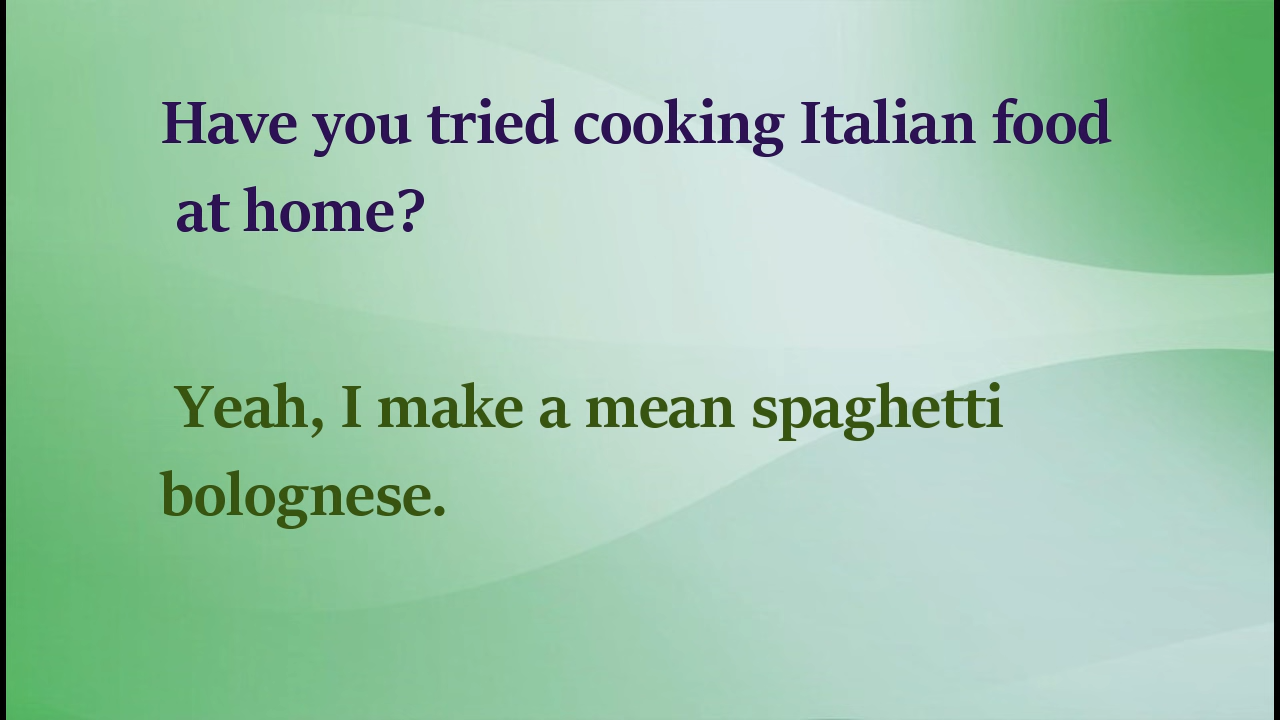 Have you tried cooking Italian food
at home?
Yeah, I make a mean spaghetti
bolognese.